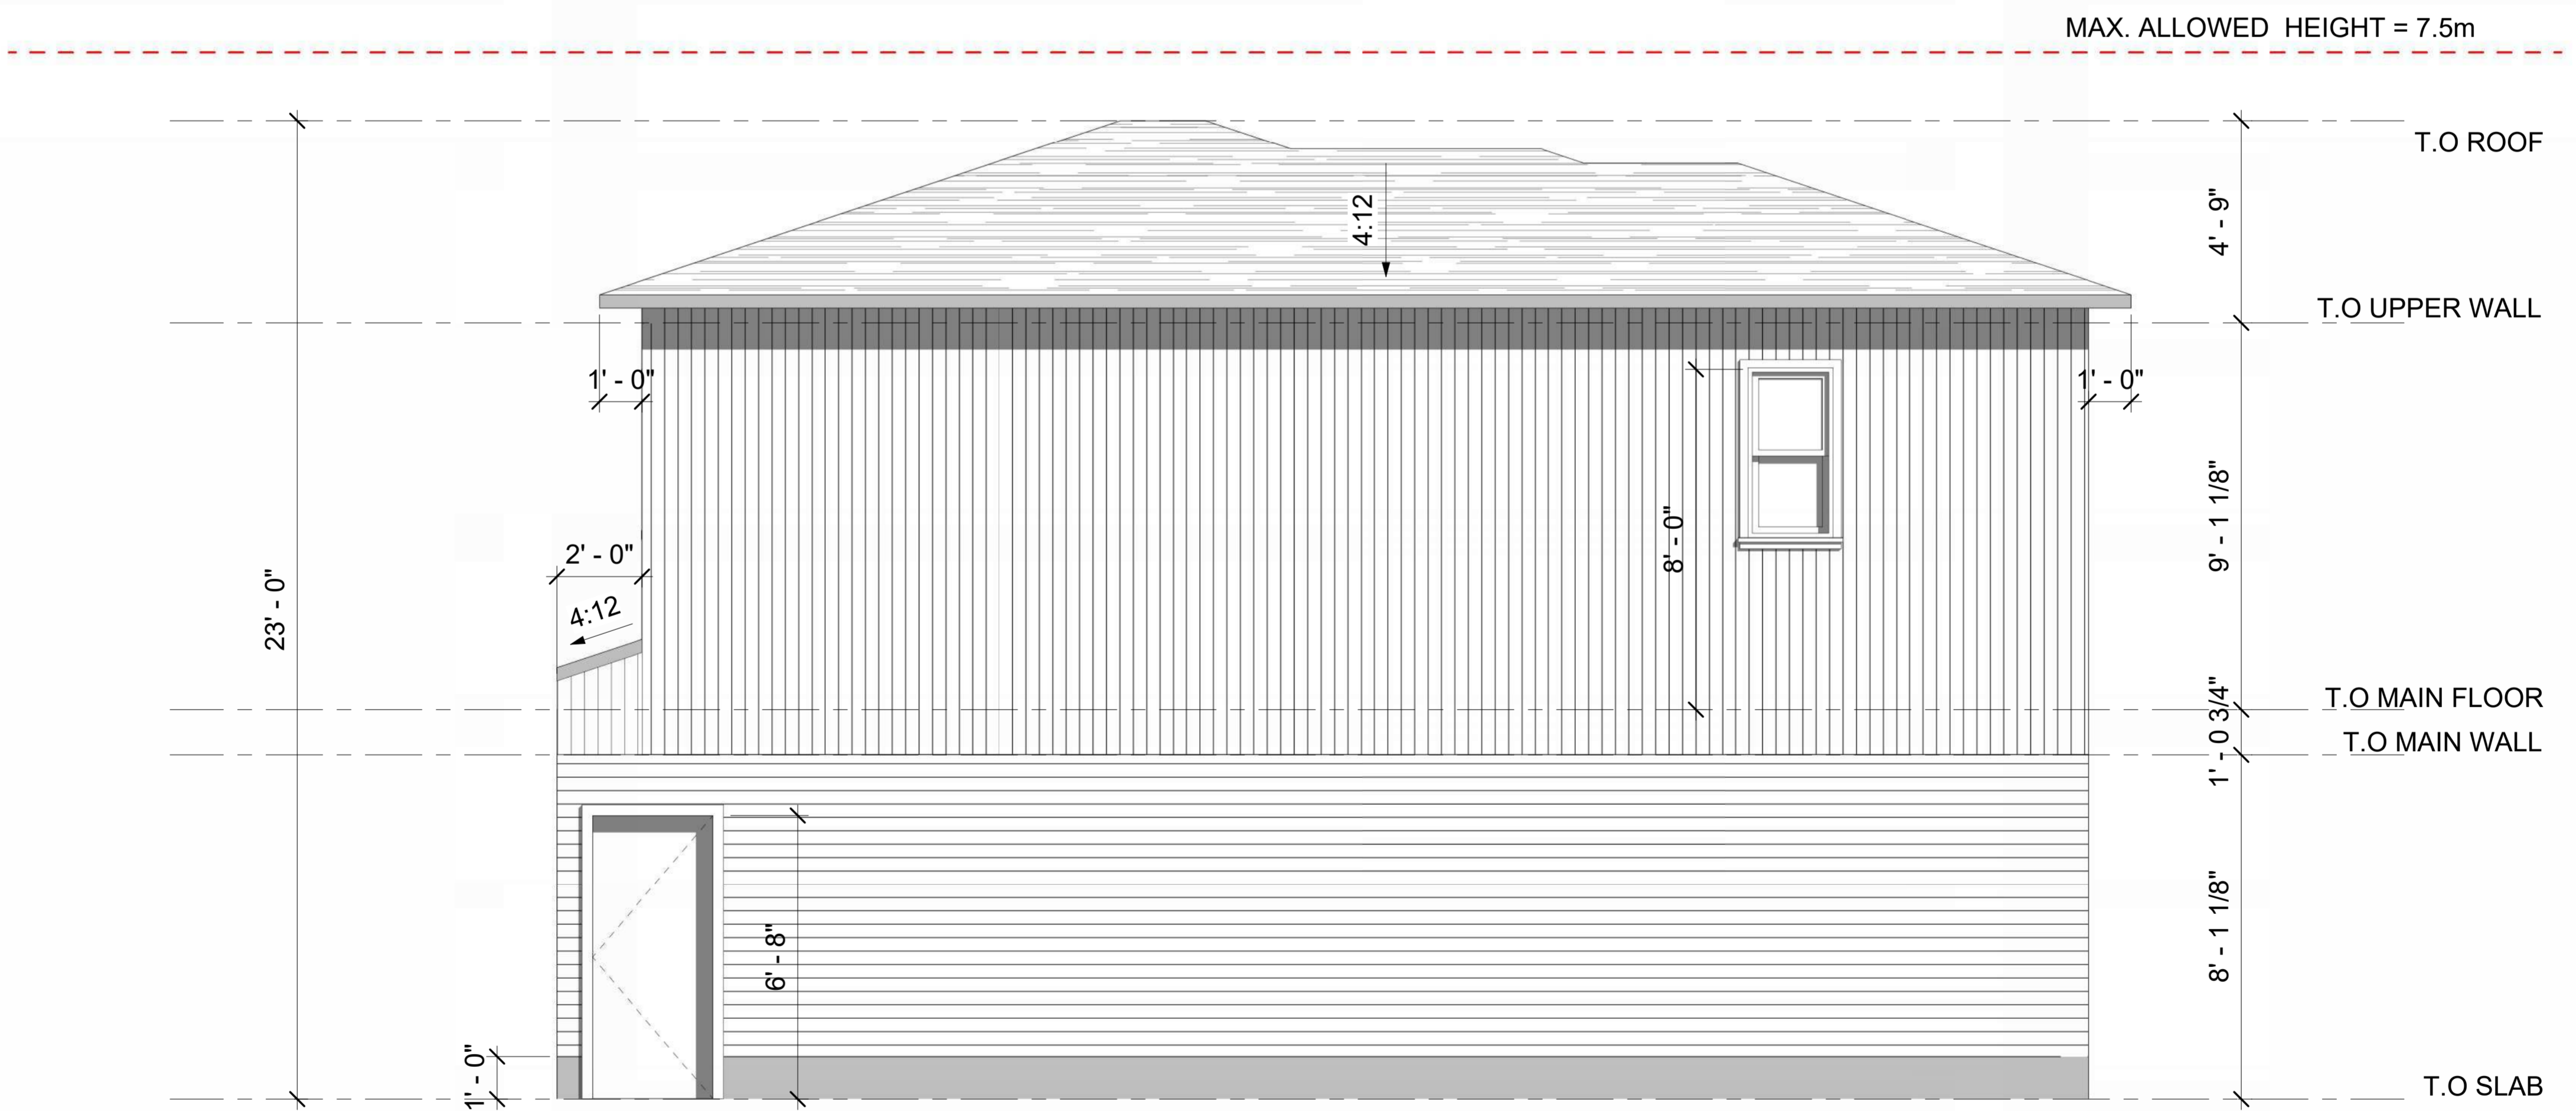 MAX. ALLOWED HEIGHT = 7.5m
T.O ROOF
4:12
4' - 9"
T.O UPPER WALL
1' - 0"
1' - 0"
9' - 1 1/8"
8' - 0"
2' - 0"
4:12
23' - 0"
T.O MAIN FLOOR
1' - 0 3/4"
T.O MAIN WALL
8' - 1 1/8"
6' - 8"
1' - 0"
T.O SLAB